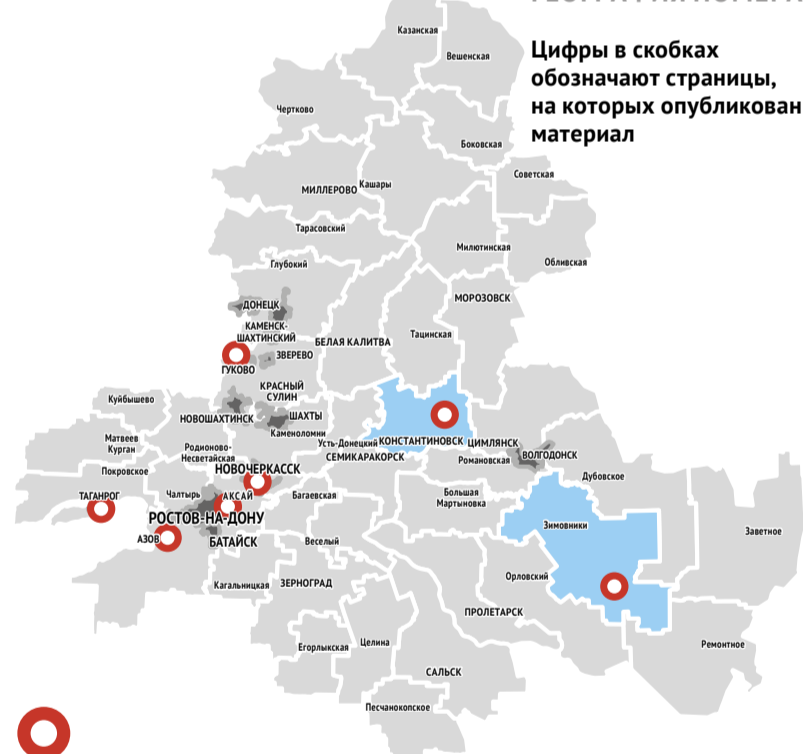 Цифры в скобках
обозначают страницы,
на которых опубликован
материал
Казанская
Вешенская
Чертково
Боковская
Советская
МИЛЛЕРОВО
Кашары
Тарасовский
Милютинская
Обливская
Глубокий
МОРОЗОВСК
ДОНЕЦК
КАМЕНСК-
ШАХТИНСКИЙ
БЕЛАЯ КАЛИТВА
Тацинская
ЗВЕРЕВО
ГУКОВО
КРАСНЫЙ
СУЛИН
Куйбышево
НОВОШАХТИНСК
ШАХТЫ
Каменоломни
Матвеев
Курган
Родионово-
Несветайская
Усть-Донецкий
КОНСТАНТИНОВСК
ЦИМЛЯНСК
СЕМИКАРАКОРСК
Романовская
ВОЛГОДОНСК
Покровское
НОВОЧЕРКАССК
Дубовское
ТАГАНРОГ
Чалтырь
АКСАЙ
Багаевская
Большая
Мартыновка
РОСТОВ-НА-ДОНУ
Зимовники
АЗОВ
БАТАЙСК
Веселый
Заветное
Кагальницкая
ЗЕРНОГРАД
Орловский
ПРОЛЕТАРСК
Егорлыкская
Целина
Ремонтное
САЛЬСК
Песчанокопское